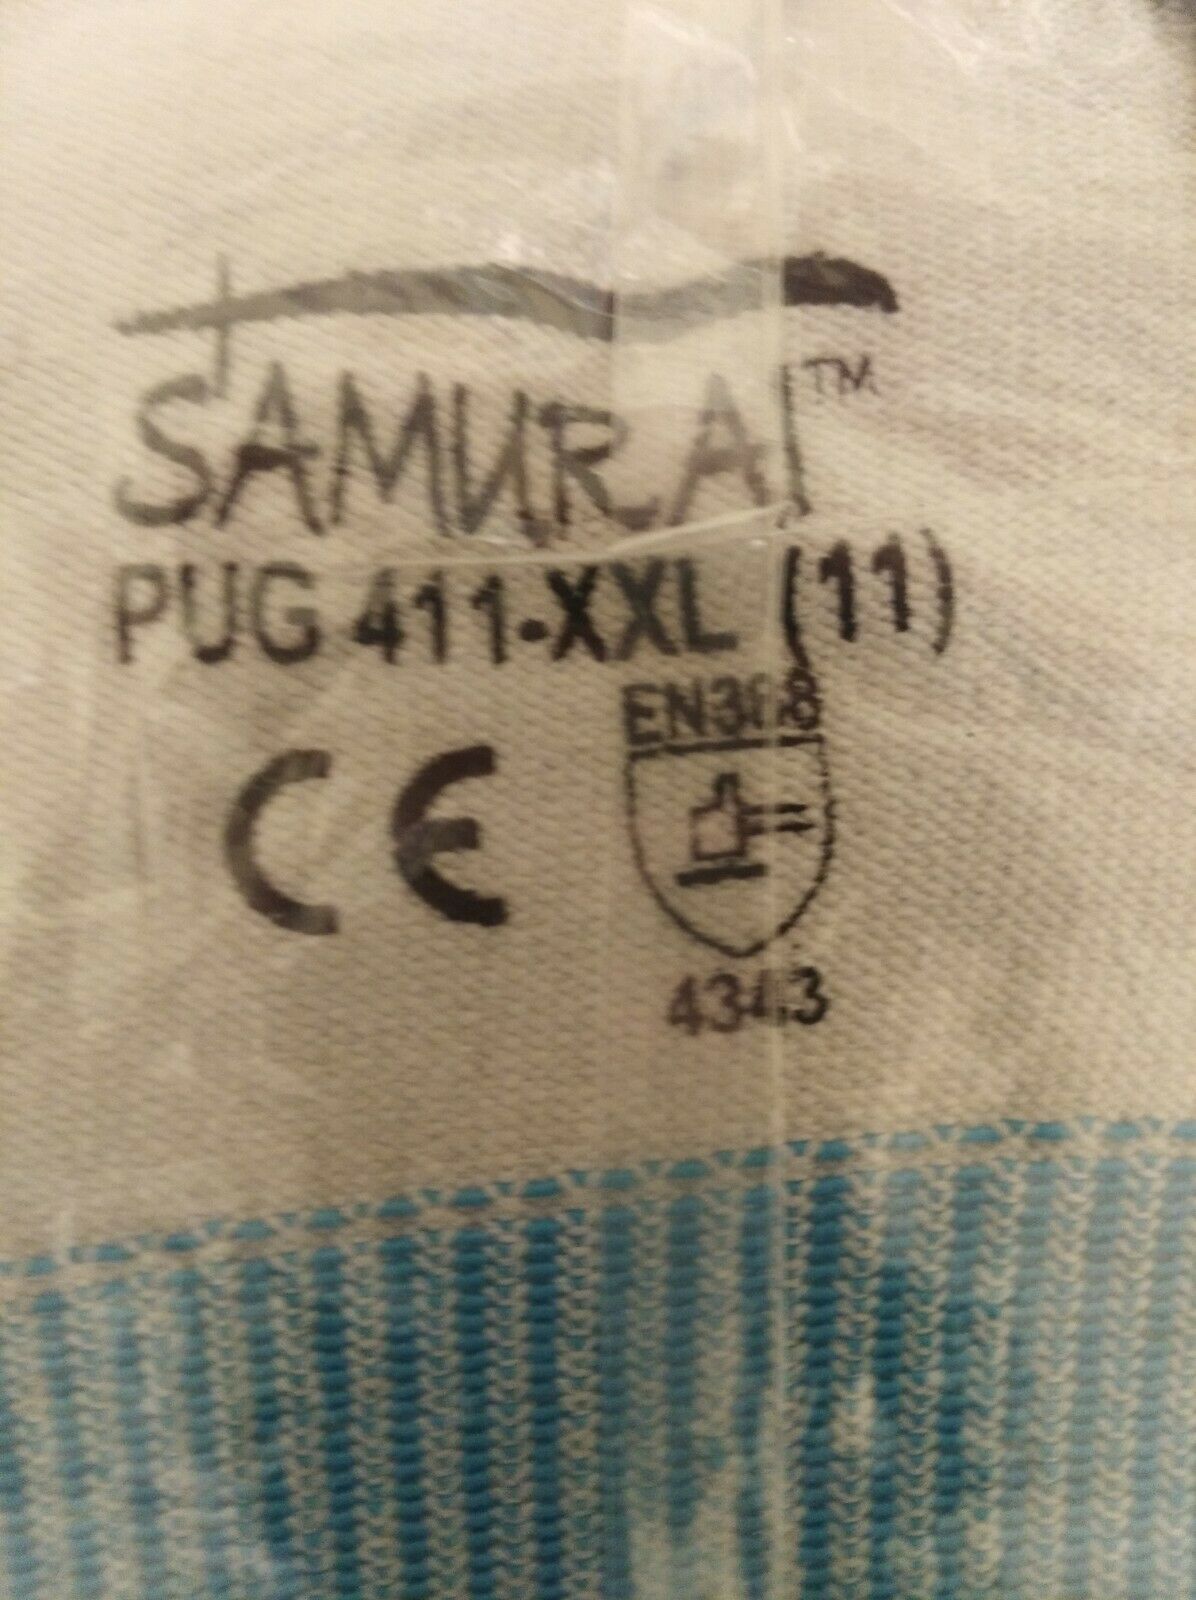 SAMURAI™
PUG 411-XXL (11)
CE
EN388
4343